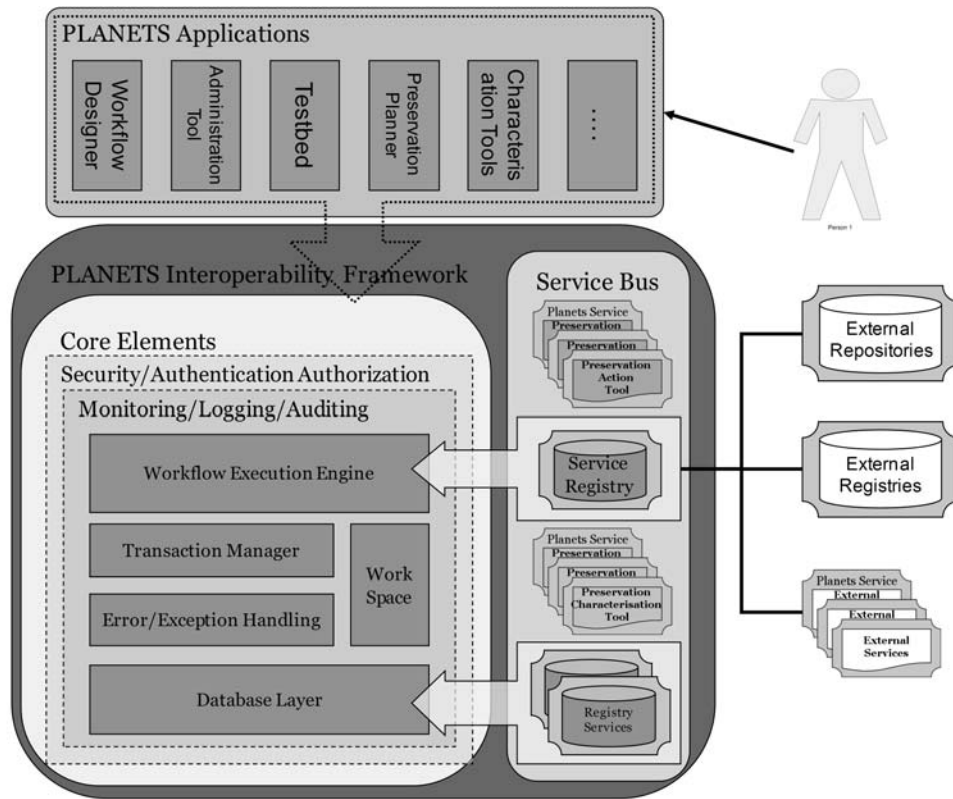 PLANETS Applications
Workflow
Designer
Administration
Tool
Testbed
Preservation
Planner
Characteris
ation Tools
....
Person 1
PLANETS Interoperability Framework
Core Elements
Security/Authentication Authorization
Monitoring/Logging/Auditing
Workflow Execution Engine
Transaction Manager
Error/Exception Handling
Work
Space
Database Layer
Service Bus
Planets Service
Preservation
Preservation
Preservation
Action
Tool
Service
Registry
Planets Service
Preservation
Preservation
Preservation
Characterisation
Tool
Registry
Services
External
Repositories
External
Registries
Planets Service
External
External
External
Services